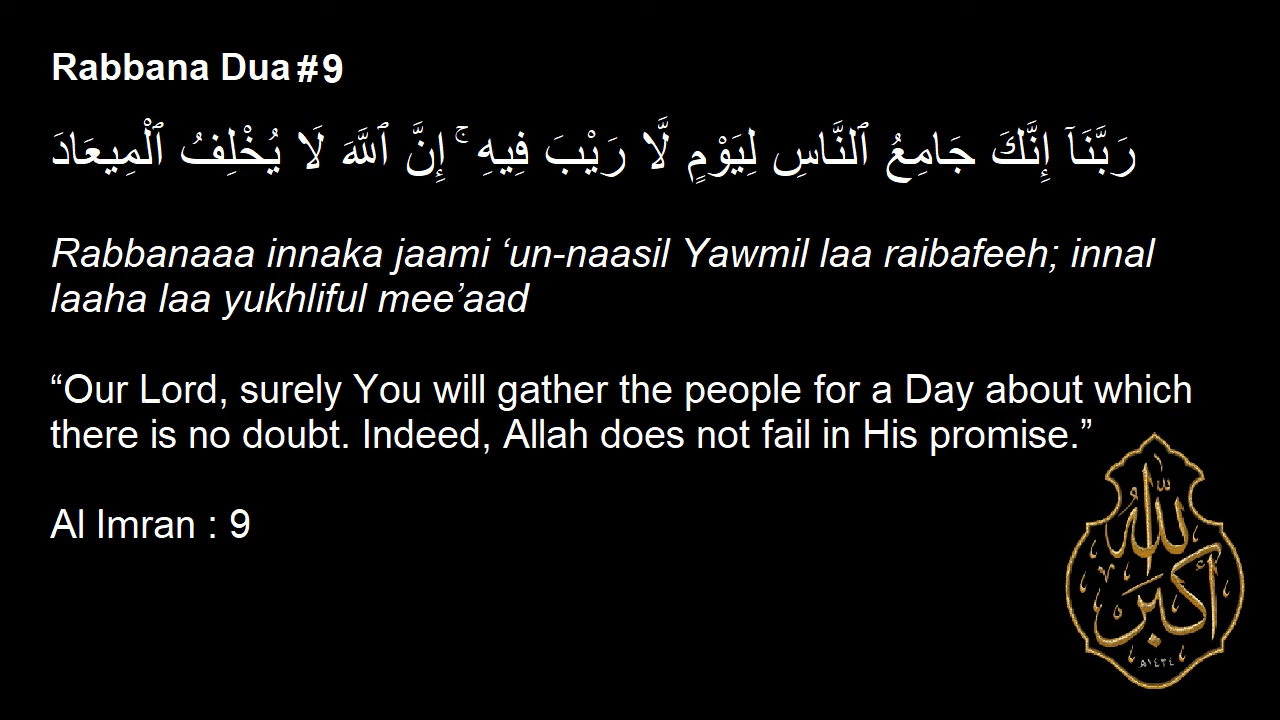 Rabbana Dua #9
رَبَّنَآ إِنَّكَ جَامِعُ ٱلنَّاسِ لِيَوْمٍ لَّا رَيْبَ فِيهِ ۚ إِنَّ ٱللَّهَ لَا يُخْلِفُ ٱلْمِيعَادَ
Rabbanaaa innaka jaami ‘un-naasil Yawmil laa raibafeeh; innal
laaha laa yukhliful mee’aad
“Our Lord, surely You will gather the people for a Day about which
there is no doubt. Indeed, Allah does not fail in His promise.”
Al Imran : 9
الله
أكبر
١٤٣٤هـ